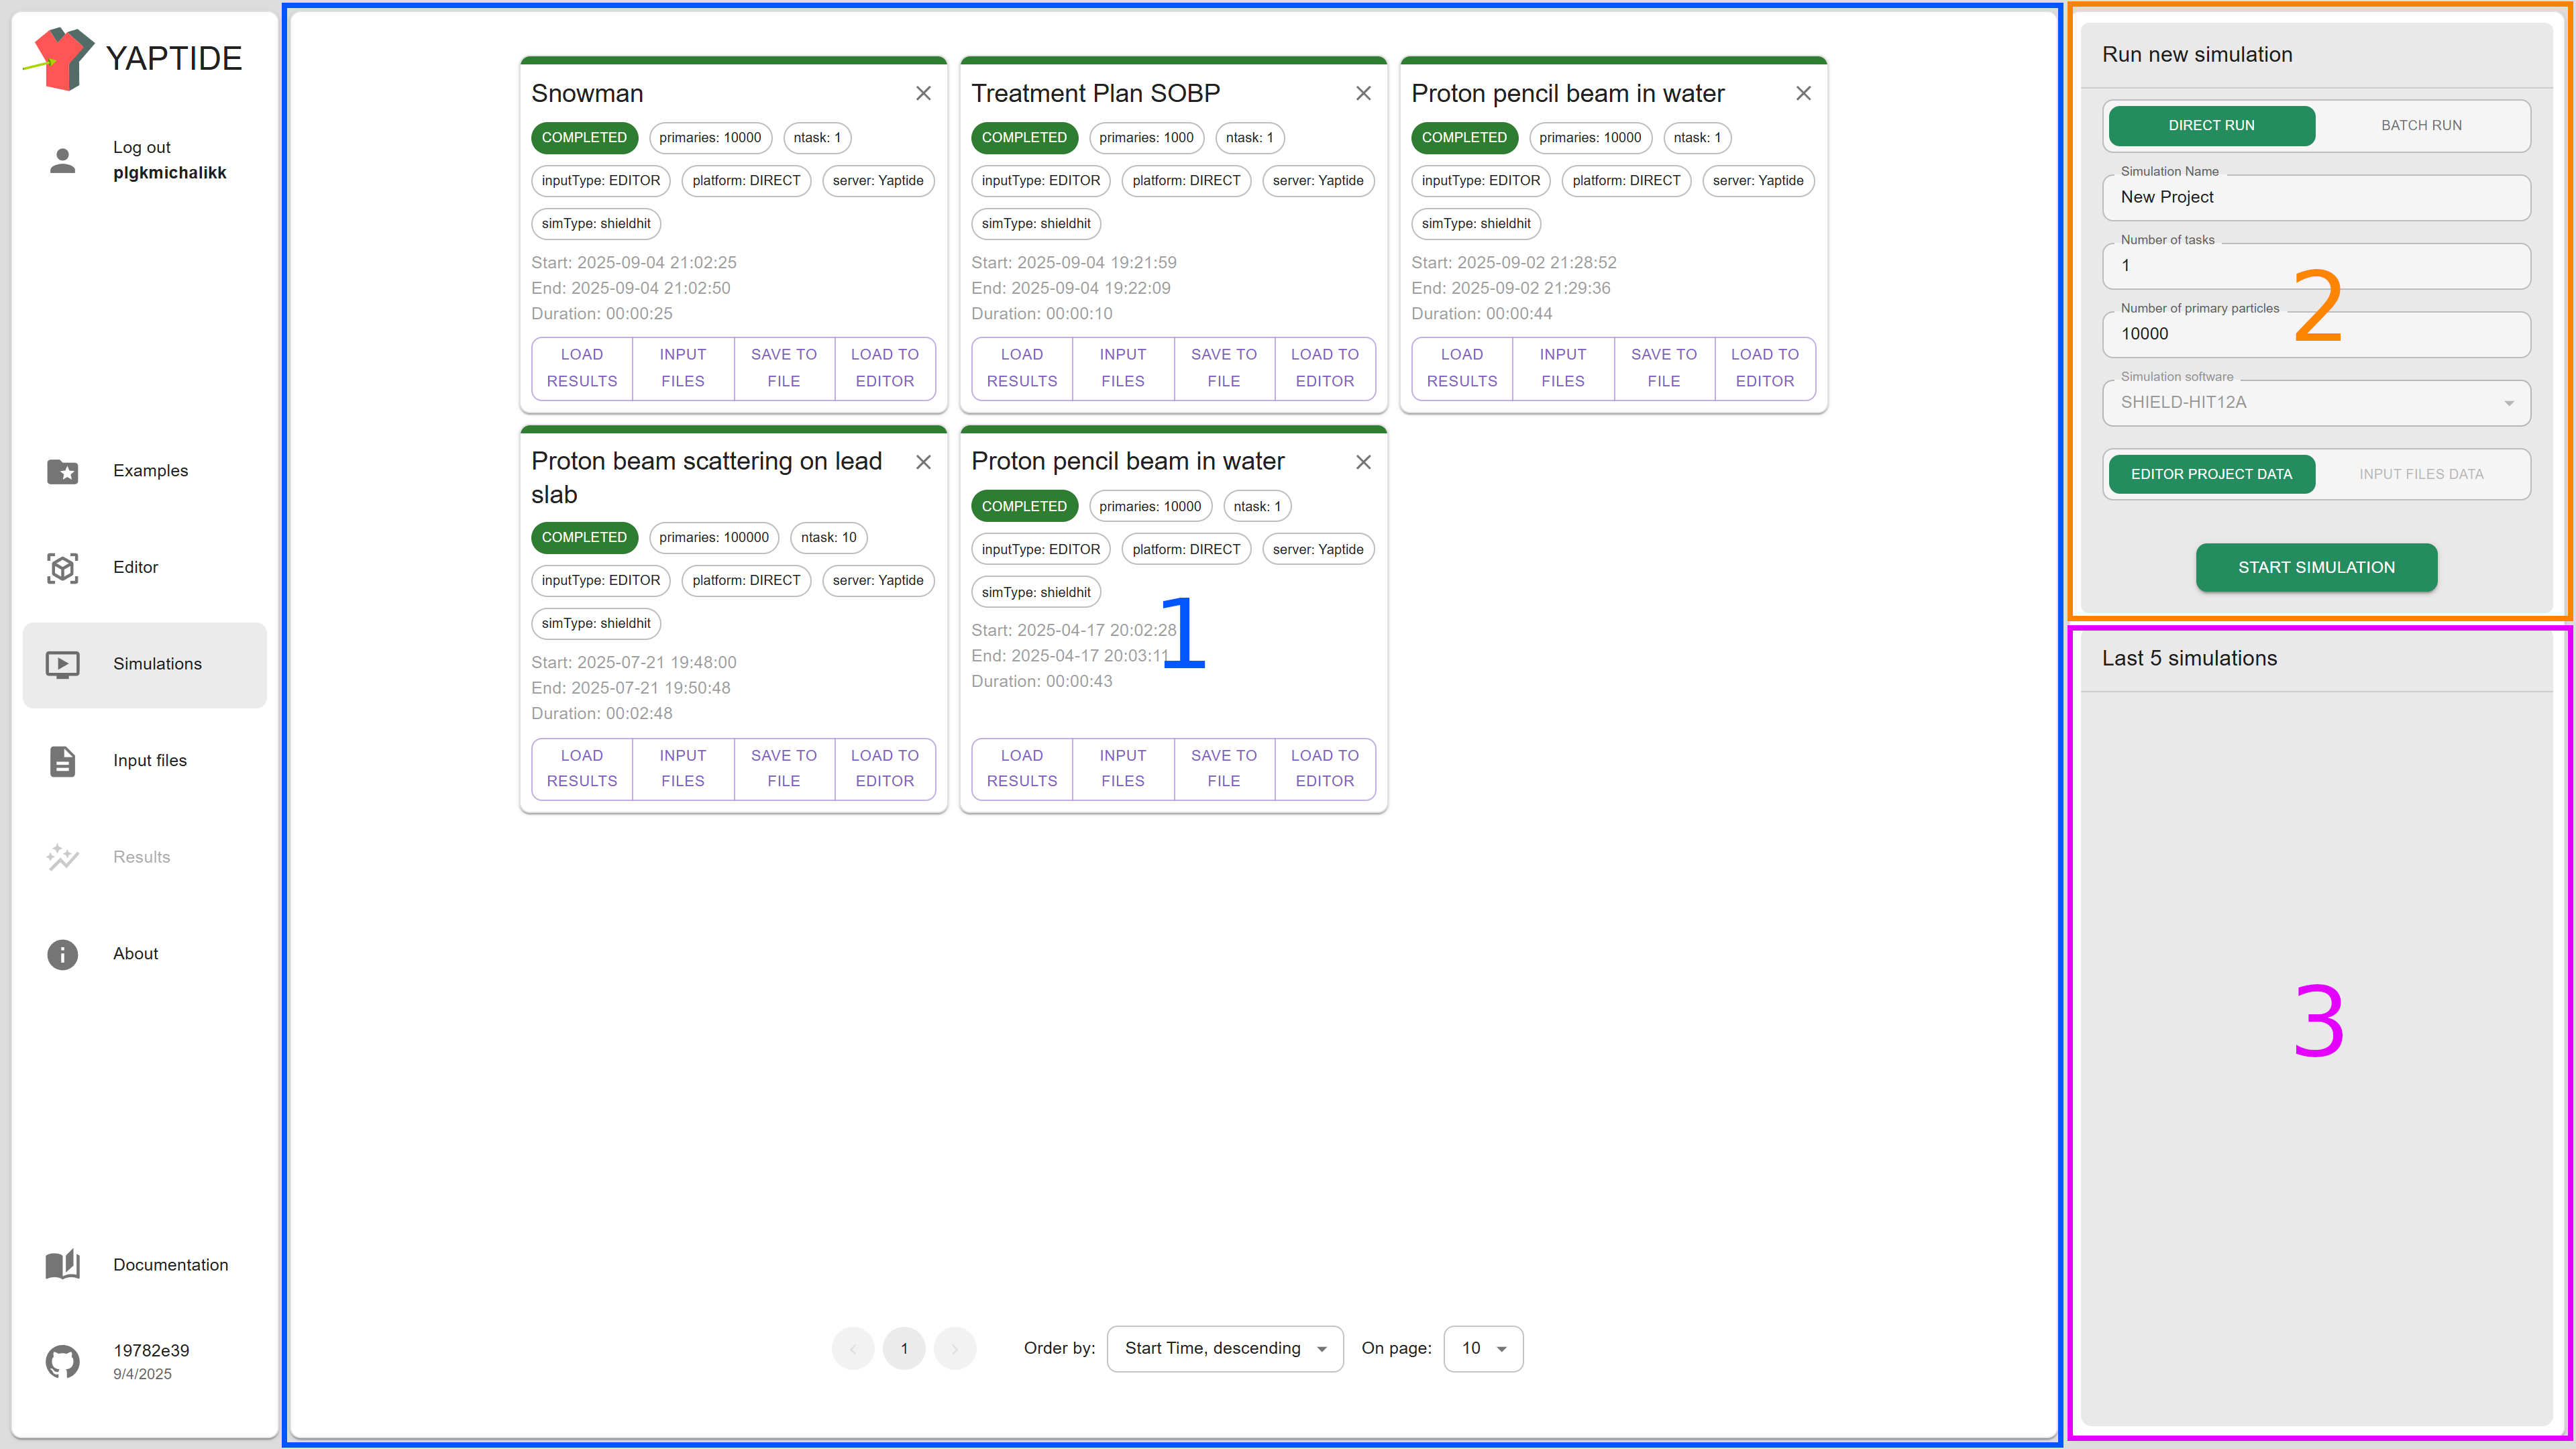 YAPTIDE
Log out
plgkmichalikk
Examples
Editor
Simulations
Input files
Results
About
Documentation
19782e39
9/4/2025
Snowman
COMPLETED primaries: 10000 ntask: 1
inputType: EDITOR platform: DIRECT server: Yaptide
simType: shieldhit
Start: 2025-09-04 21:02:25
End: 2025-09-04 21:02:50
Duration: 00:00:25
LOAD RESULTS INPUT FILES SAVE TO FILE LOAD TO EDITOR
Treatment Plan SOBP
COMPLETED primaries: 1000 ntask: 1
inputType: EDITOR platform: DIRECT server: Yaptide
simType: shieldhit
Start: 2025-09-04 19:21:59
End: 2025-09-04 19:22:09
Duration: 00:00:10
LOAD RESULTS INPUT FILES SAVE TO FILE LOAD TO EDITOR
Proton pencil beam in water
COMPLETED primaries: 10000 ntask: 1
inputType: EDITOR platform: DIRECT server: Yaptide
simType: shieldhit
Start: 2025-09-02 21:28:52
End: 2025-09-02 21:29:36
Duration: 00:00:44
LOAD RESULTS INPUT FILES SAVE TO FILE LOAD TO EDITOR
Proton beam scattering on lead
slab
COMPLETED primaries: 100000 ntask: 10
inputType: EDITOR platform: DIRECT server: Yaptide
simType: shieldhit
Start: 2025-07-21 19:48:00
End: 2025-07-21 19:50:48
Duration: 00:02:48
LOAD RESULTS INPUT FILES SAVE TO FILE LOAD TO EDITOR
Proton pencil beam in water
COMPLETED primaries: 10000 ntask: 1
inputType: EDITOR platform: DIRECT server: Yaptide
simType: shieldhit
Start: 2025-04-17 20:02:28
End: 2025-04-17 20:03:11
Duration: 00:00:43
LOAD RESULTS INPUT FILES SAVE TO FILE LOAD TO EDITOR
1
1 Order by: Start Time, descending On page: 10
Run new simulation
DIRECT RUN BATCH RUN
Simulation Name
New Project
Number of tasks
1
2
Number of primary particles
10000
Simulation software
SHIELD-HIT12A
EDITOR PROJECT DATA INPUT FILES DATA
START SIMULATION
Last 5 simulations
3